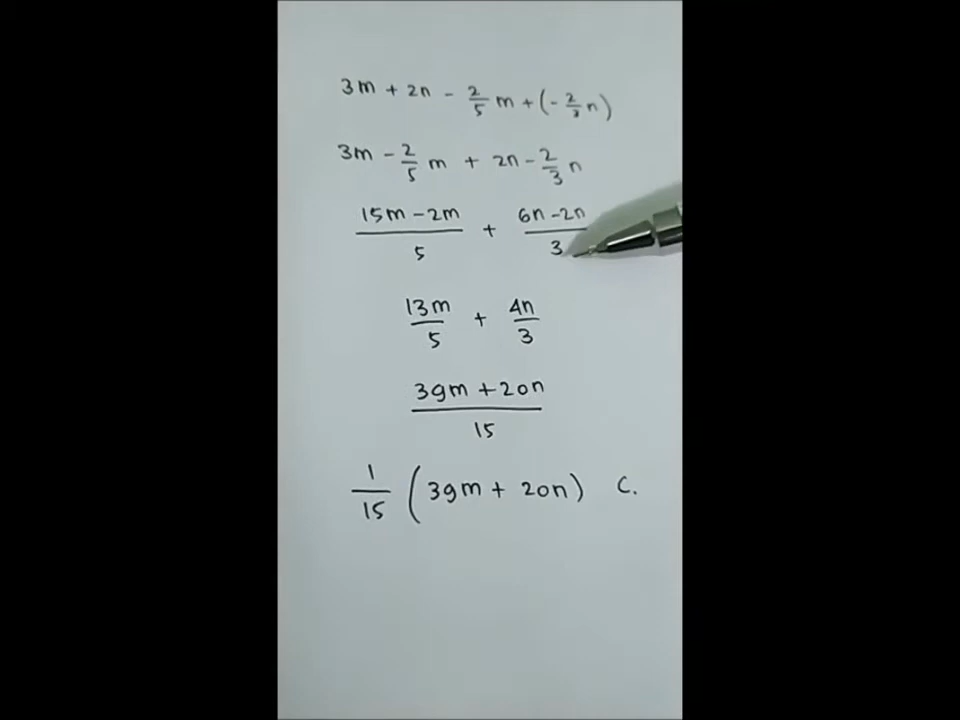 3m + 2n - 2/5 m + (- 2/3 n)
3m - 2/5 m + 2n - 2/3 n
15m - 2m / 5 + 6n - 2n / 3
13m/5 + 4n/3
39m + 20n / 15
1/15 (39m + 20n) C.